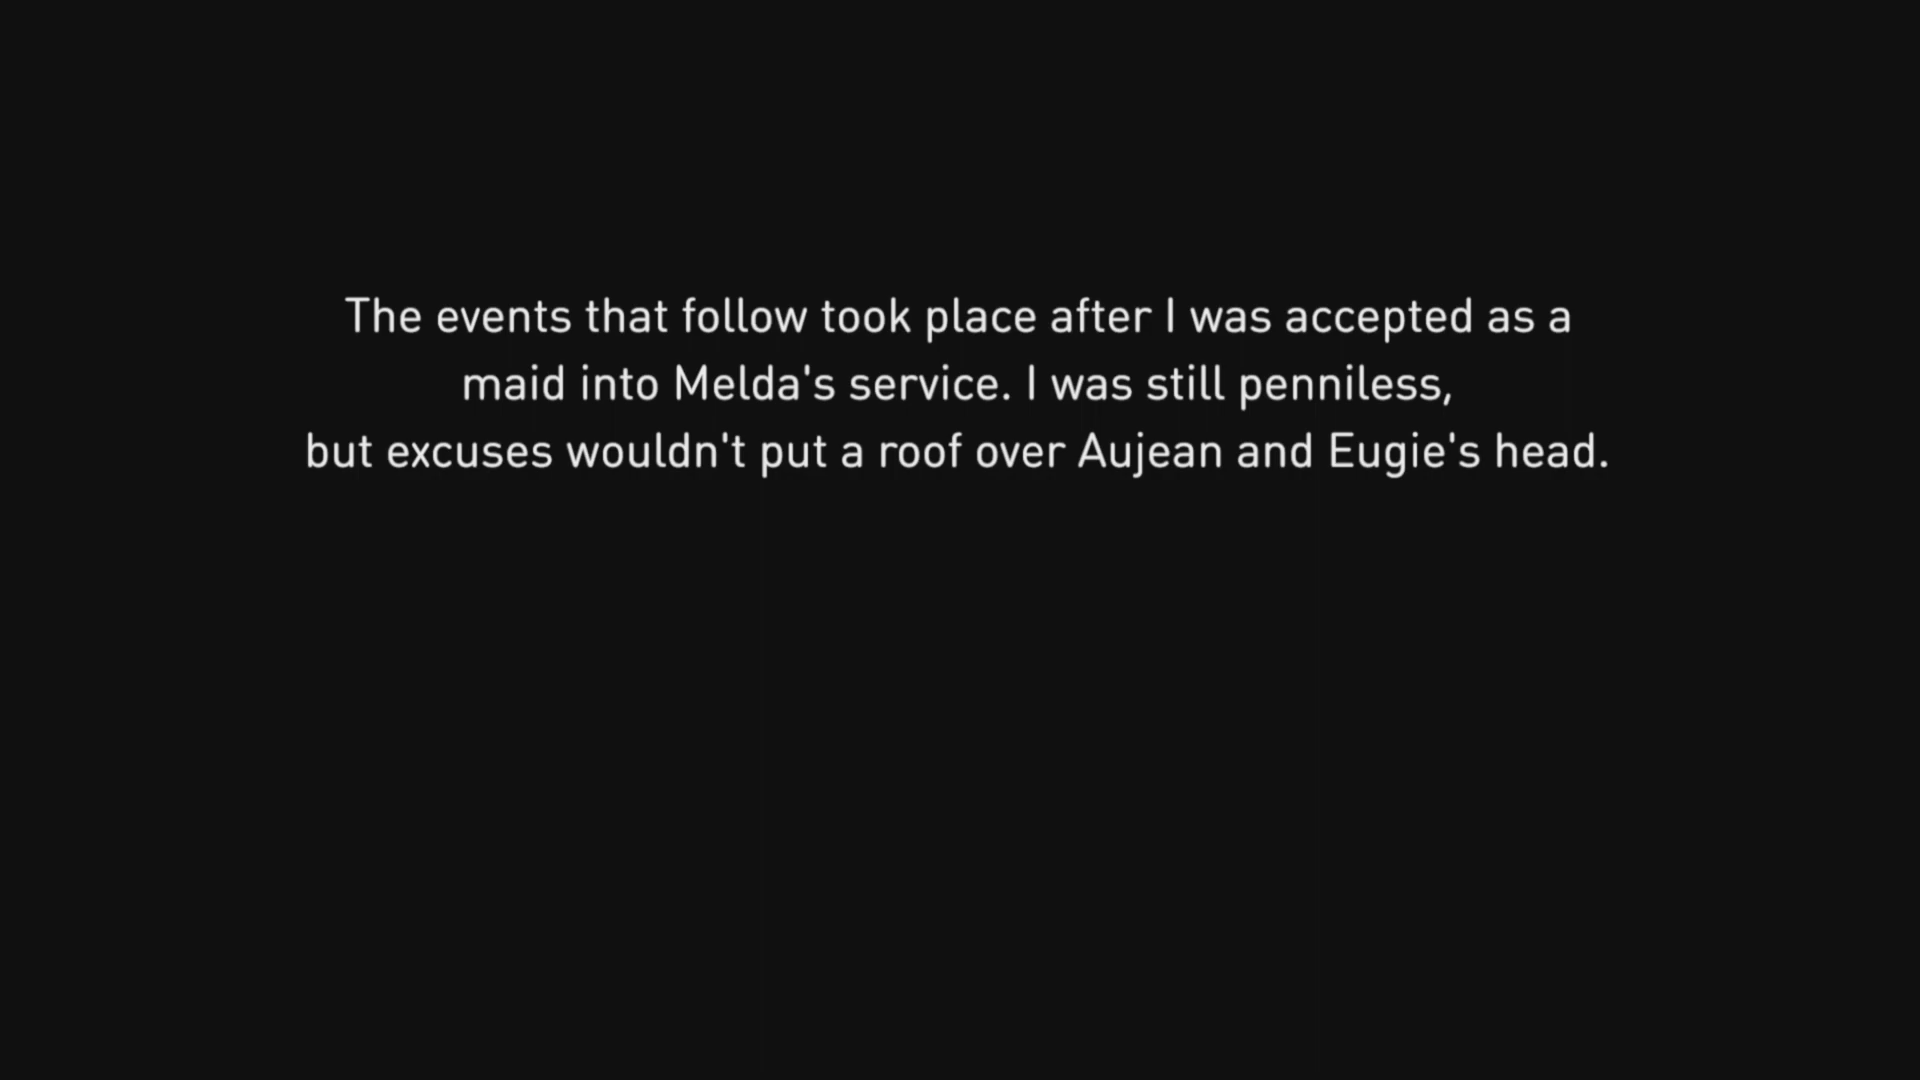 The events that follow took place after I was accepted as a
maid into Melda's service. I was still penniless,
but excuses wouldn't put a roof over Aujean and Eugie's head.